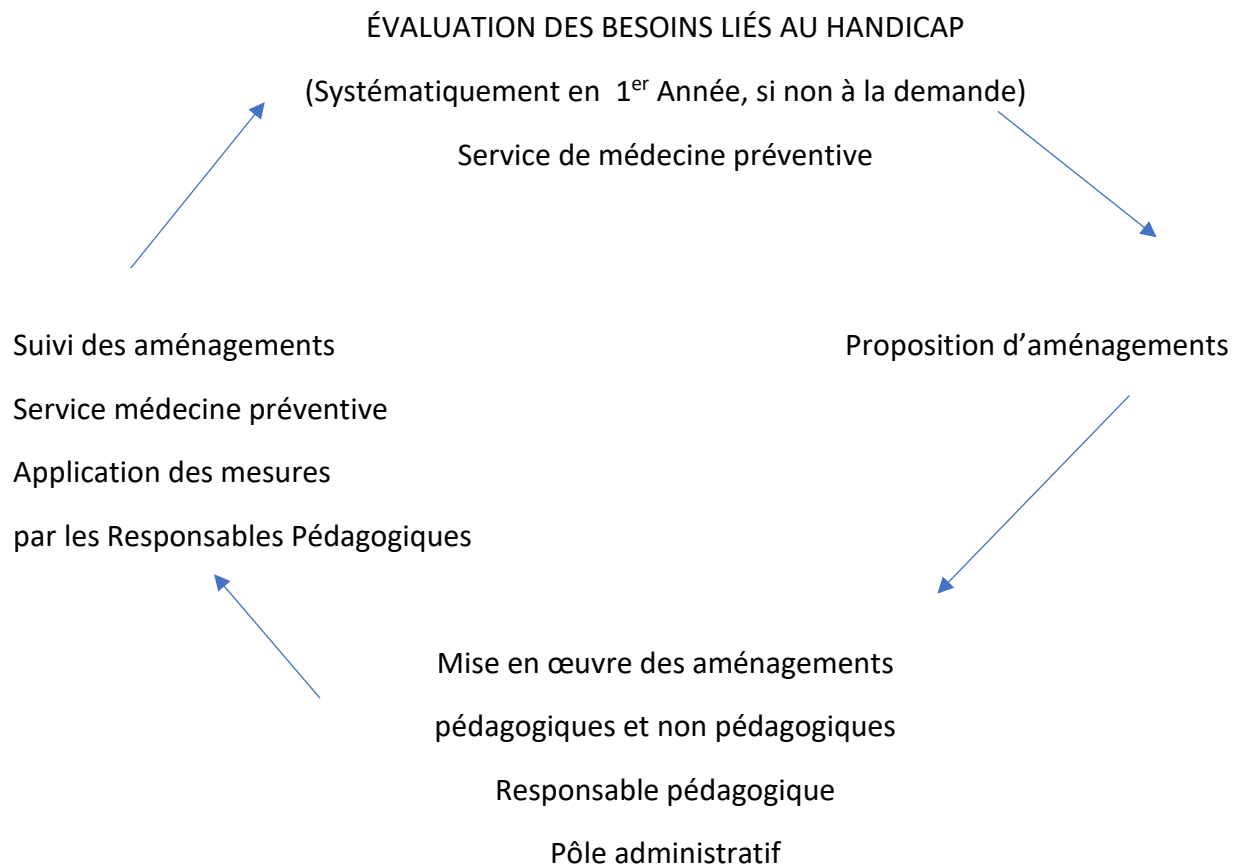 ÉVALUATION DES BESOINS LIÉS AU HANDICAP
(Systématiquement en 1er Année, si non à la demande)
Service de médecine préventive
Proposition d’aménagements
Mise en œuvre des aménagements
pédagogiques et non pédagogiques
Responsable pédagogique
Pôle administratif
Suivi des aménagements
Service médecine préventive
Application des mesures
par les Responsables Pédagogiques